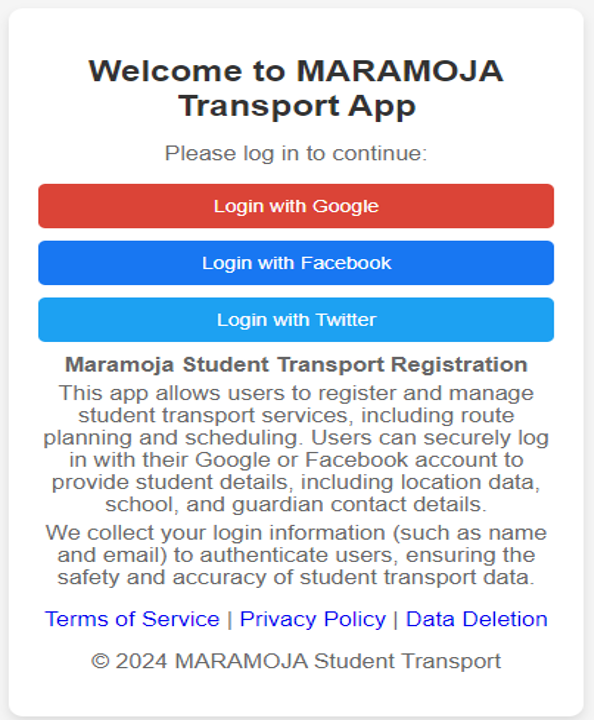 Welcome to MARAMOJA
Transport App
Please log in to continue:
Login with Google
Login with Facebook
Login with Twitter
Maramoja Student Transport Registration
This app allows users to register and manage
student transport services, including route
planning and scheduling. Users can securely log
in with their Google or Facebook account to
provide student details, including location data,
school, and guardian contact details.
We collect your login information (such as name
and email) to authenticate users, ensuring the
safety and accuracy of student transport data.
Terms of Service | Privacy Policy | Data Deletion
© 2024 MARAMOJA Student Transport